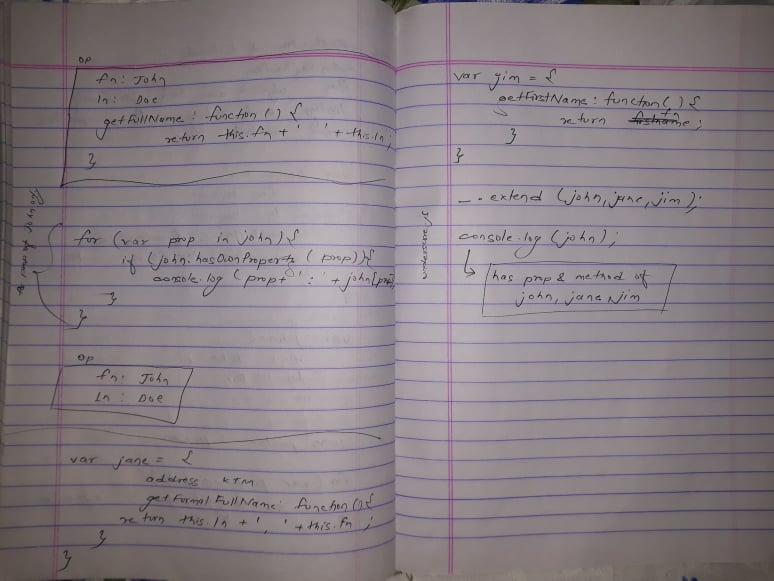 op
fn: John
ln: Doe
getFullName: function () {
return this.fn + ' ' + this.ln;
}
for (var prop in john) {
if (john.hasOwnProperty (prop)) {
console.log (prop + ':' + john[prop]
}
}
op
fn: John
ln: Doe
var jane = {
address: KTM
getFormalFullName: function () {
return this.ln + ', ' + this.fn ;
}
}
var jim = {
getFirstName: function () {
return fn ;
}
}
underscore JS
_.extend (john, jane, jim);
console.log (john);
has prop & method of
john, jane, jim